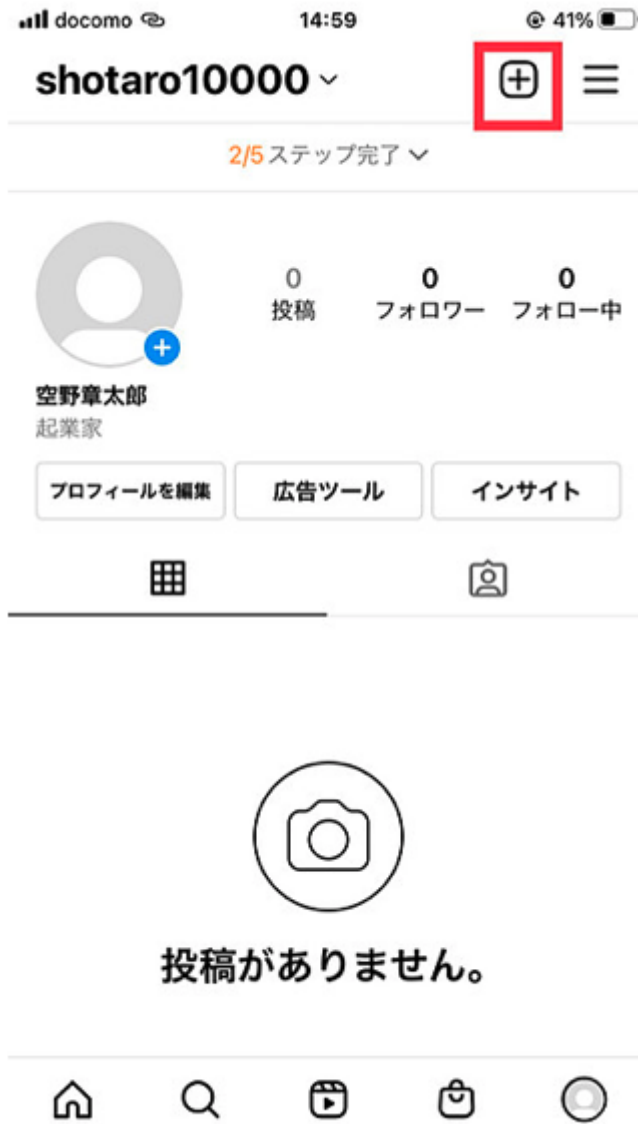 docomo 14:59 41%
shotaro10000
2/5 ステップ完了
0 0 0
投稿 フォロワー フォロー中
空野章太郎
起業家
プロフィールを編集 広告ツール インサイト
投稿がありません。